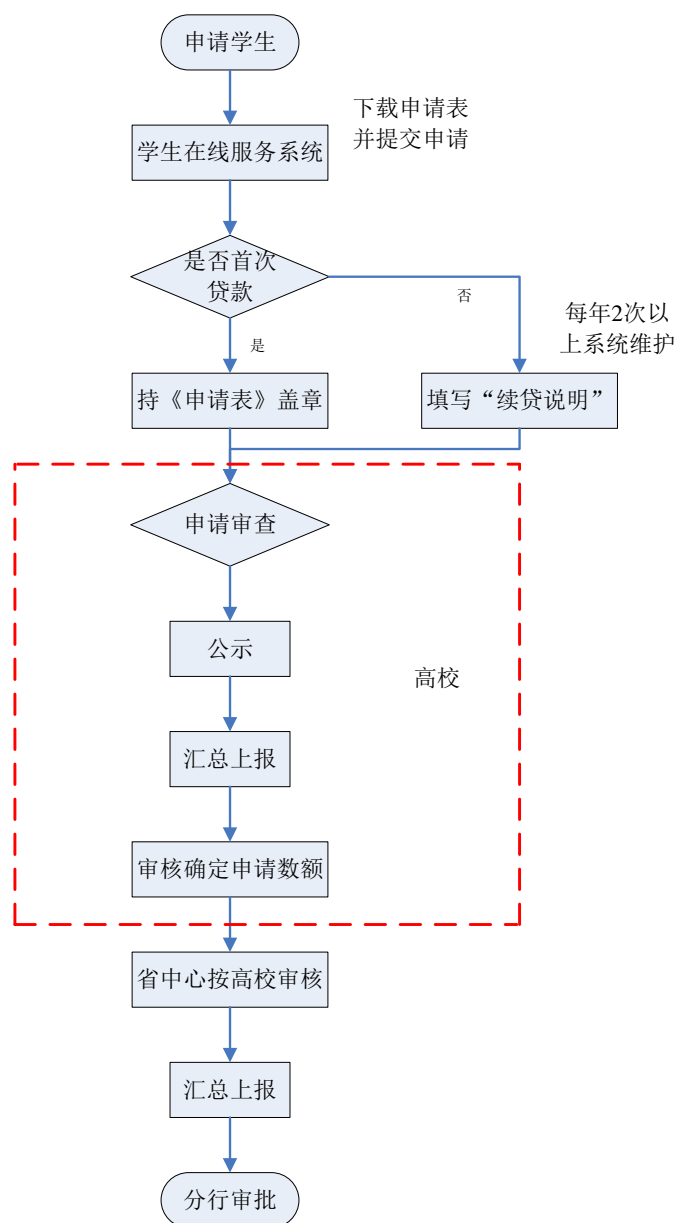 申请学生
下载申请表
并提交申请
学生在线服务系统
是否首次
贷款
否
每年2次以
上系统维护
是
持《申请表》盖章
填写“续贷说明”
申请审查
公示
高校
汇总上报
审核确定申请数额
省中心按高校审核
汇总上报
分行审批